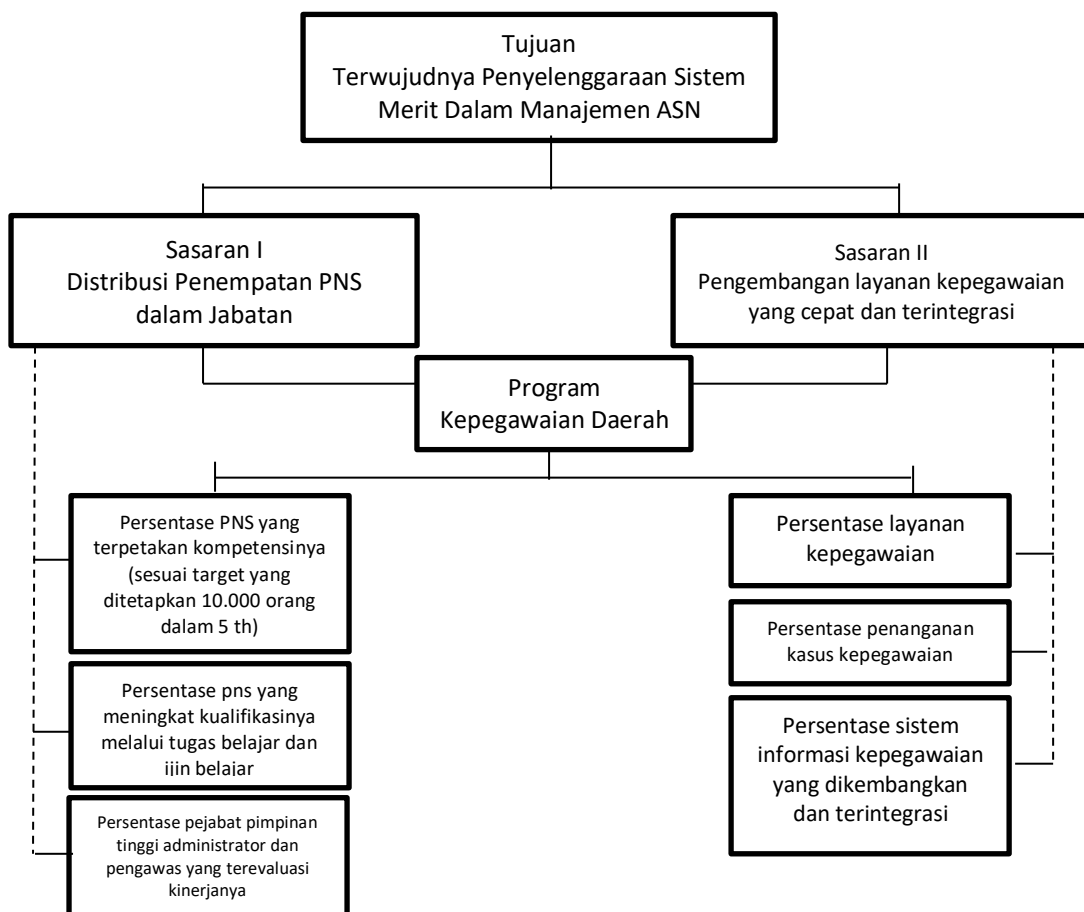 Tujuan
Terwujudnya Penyelenggaraan Sistem
Merit Dalam Manajemen ASN
Sasaran I
Distribusi Penempatan PNS
dalam Jabatan
Sasaran II
Pengembangan layanan kepegawaian
yang cepat dan terintegrasi
Program
Kepegawaian Daerah
Persentase PNS yang
terpetakan kompetensinya
(sesuai target yang
ditetapkan 10.000 orang
dalam 5 th)
Persentase pns yang
meningkat kualifikasinya
melalui tugas belajar dan
ijin belajar
Persentase pejabat pimpinan
tinggi administrator dan
pengawas yang terevaluasi
kinerjanya
Persentase layanan
kepegawaian
Persentase penanganan
kasus kepegawaian
Persentase sistem
informasi kepegawaian
yang dikembangkan
dan terintegrasi